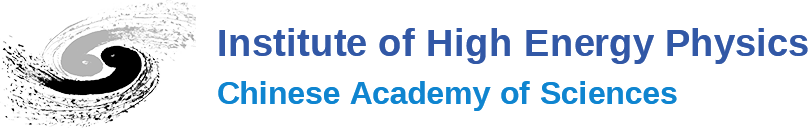 Institute of High Energy Physics
Chinese Academy of Sciences